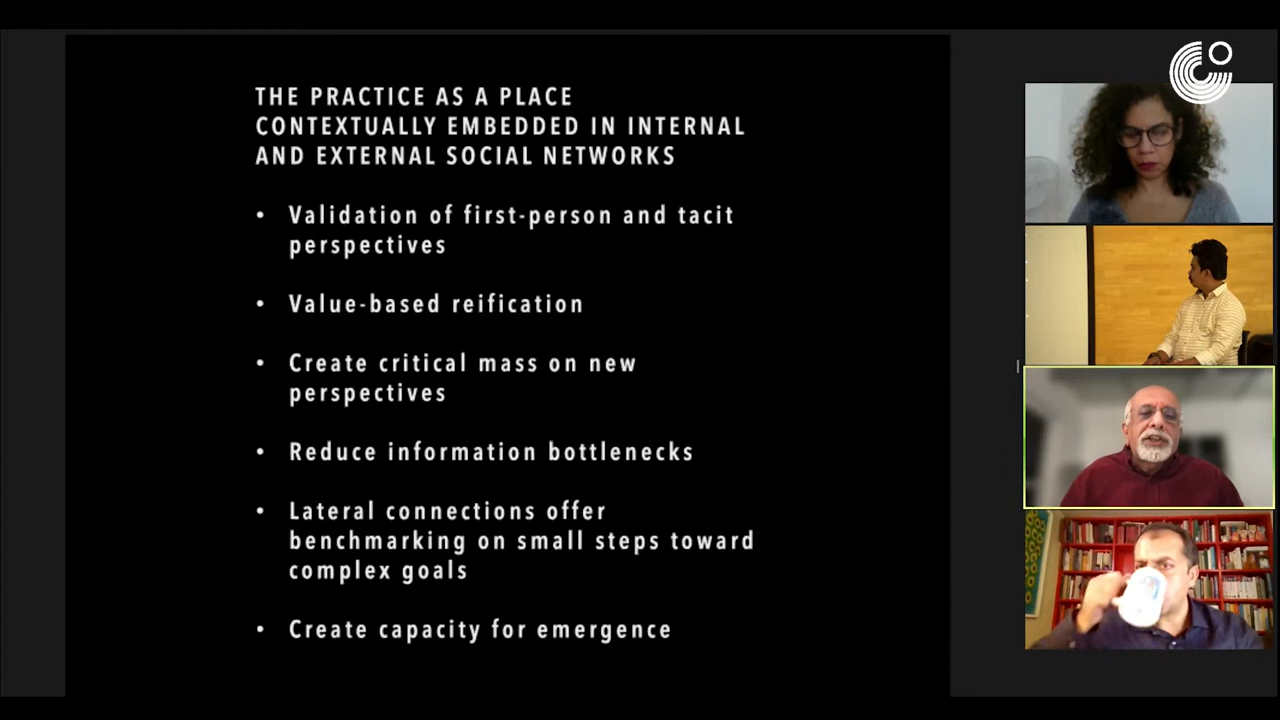 THE PRACTICE AS A PLACE
CONTEXTUALLY EMBEDDED IN INTERNAL
AND EXTERNAL SOCIAL NETWORKS
• Validation of first-person and tacit
perspectives
• Value-based reification
• Create critical mass on new
perspectives
• Reduce information bottlenecks
• Lateral connections offer
benchmarking on small steps toward
complex goals
• Create capacity for emergence